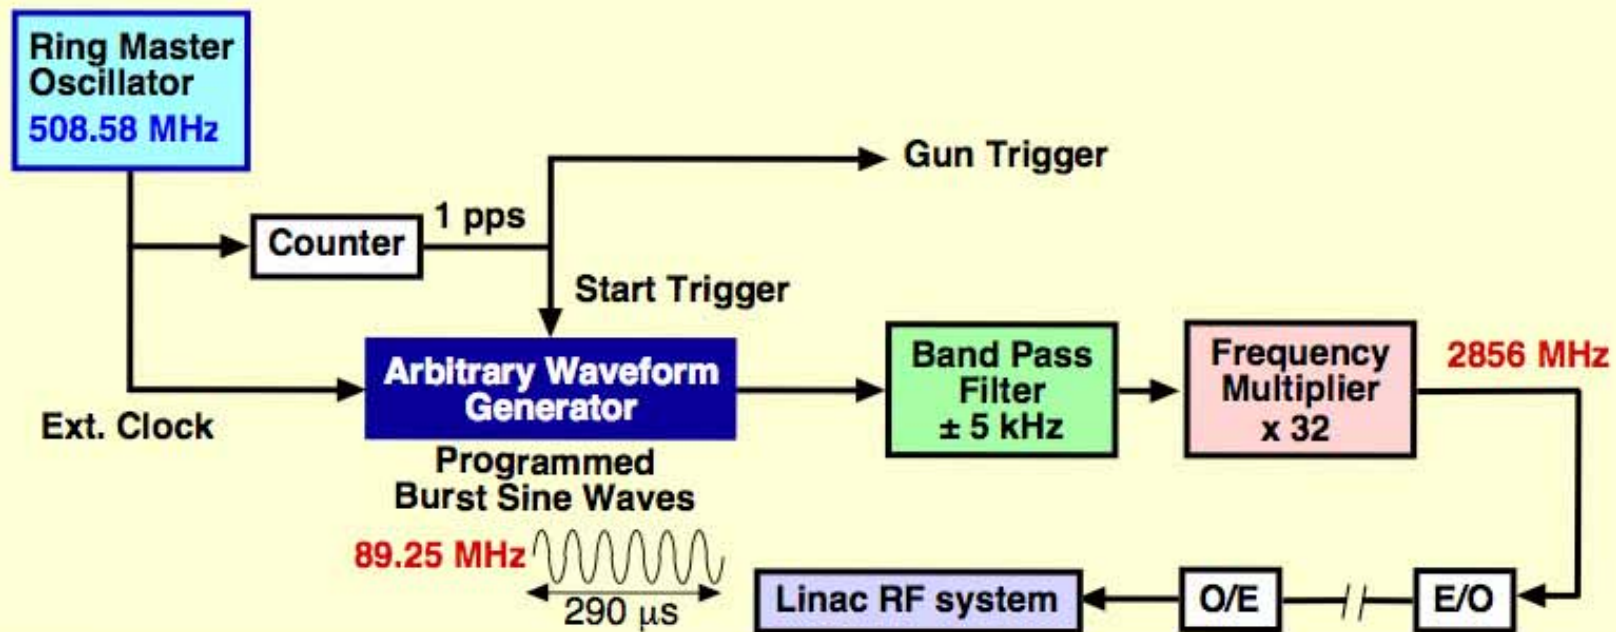 Ring Master
Oscillator
508.58 MHz
Gun Trigger
1 pps
Counter
Start Trigger
Arbitrary Waveform
Generator
Band Pass
Filter
± 5 kHz
Frequency
Multiplier
x 32
2856 MHz
Ext. Clock
Programmed
Burst Sine Waves
89.25 MHz
290 µs
Linac RF system
O/E
E/O